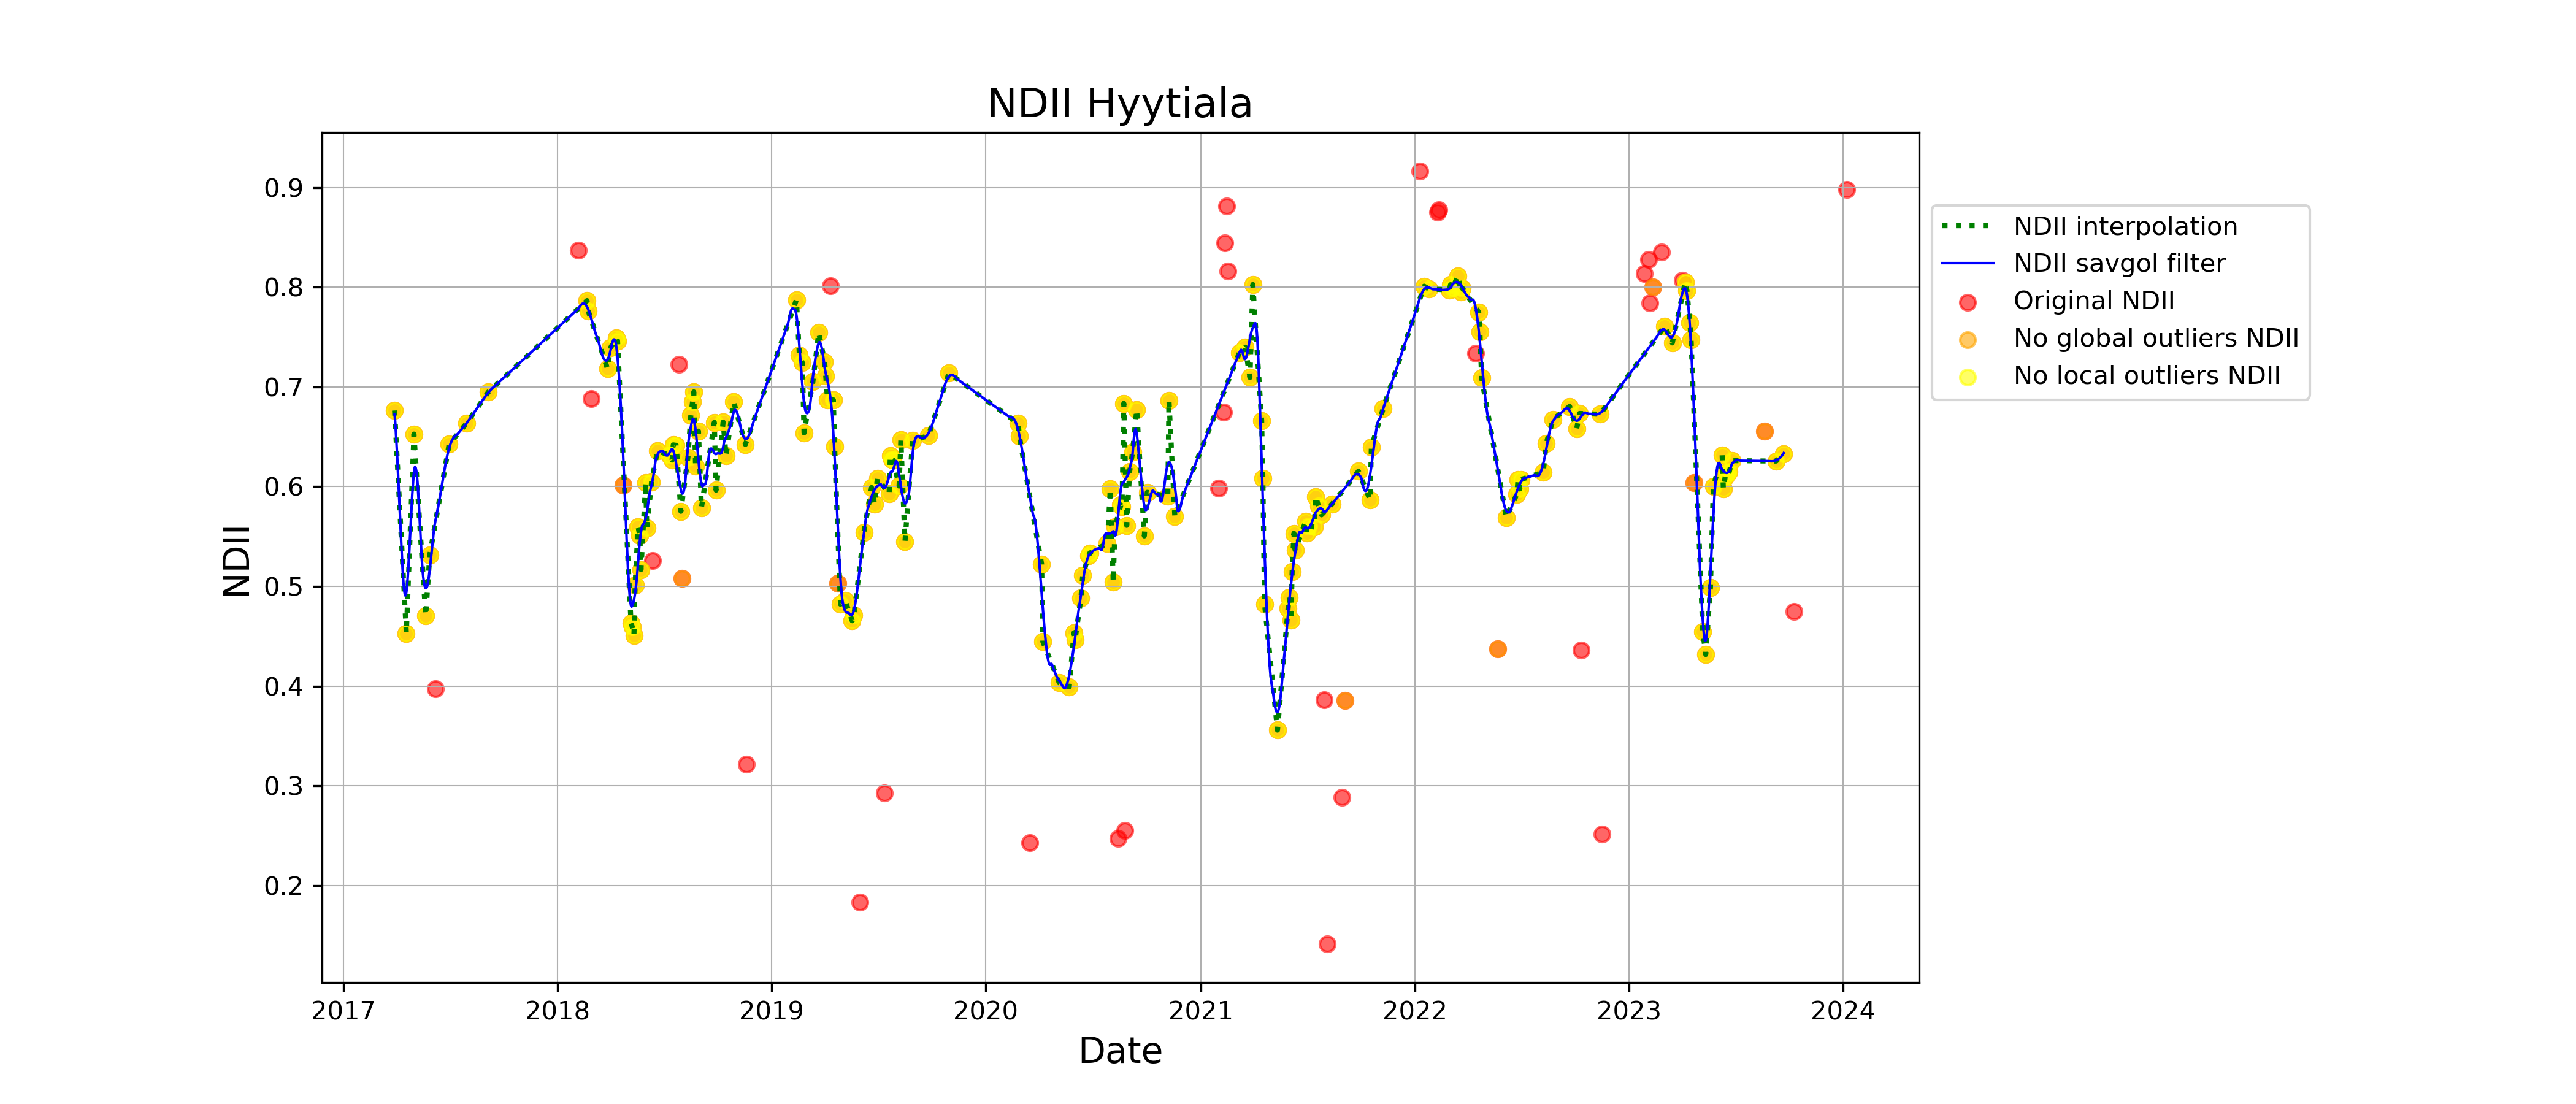 NDII Hyytiala
0.9
0.8
0.7
0.6
0.5
0.4
0.3
0.2
NDII
2017 2018 2019 2020 2021 2022 2023 2024
Date
NDII interpolation
NDII savgol filter
Original NDII
No global outliers NDII
No local outliers NDII